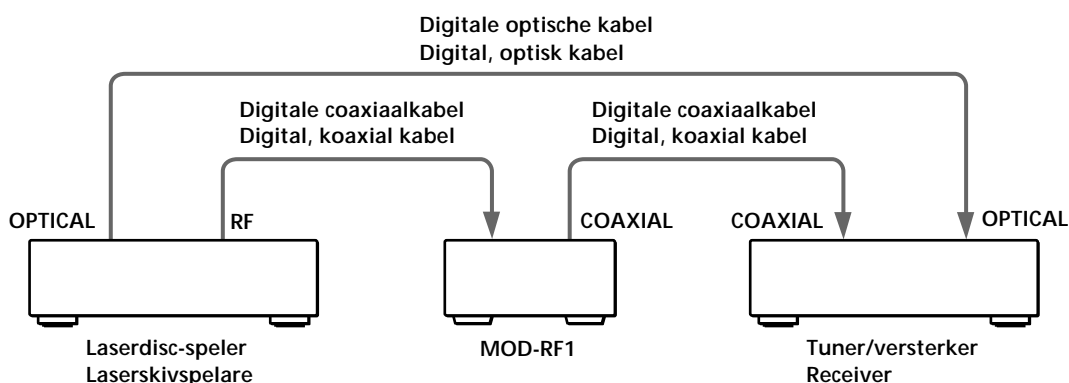 Digitale optische kabel
Digital, optisk kabel
Digitale coaxiaalkabel
Digital, koaxial kabel
Digitale coaxiaalkabel
Digital, koaxial kabel
OPTICAL
RF
COAXIAL
COAXIAL
OPTICAL
Laserdisc-speler
Laserskivspelare
MOD-RF1
Tuner/versterker
Receiver